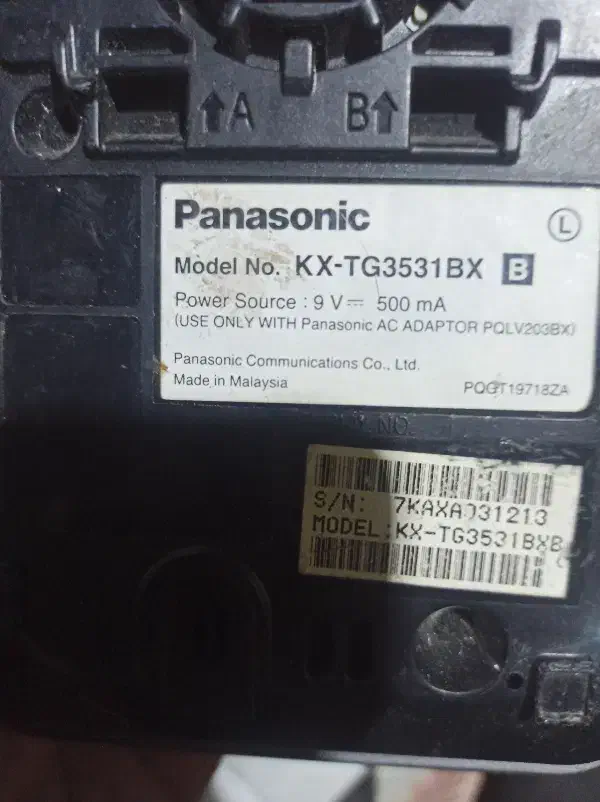 ↑A B↑
Panasonic
L
Model No. KX-TG3531BX B
Power Source : 9 V⎓ 500 mA
(USE ONLY WITH Panasonic AC ADAPTOR PQLV203BX)
Panasonic Communications Co., Ltd.
Made in Malaysia
PQGT19718ZA
NO.
S/N: 7KAXA031213
MODEL:KX-TG3531BXB